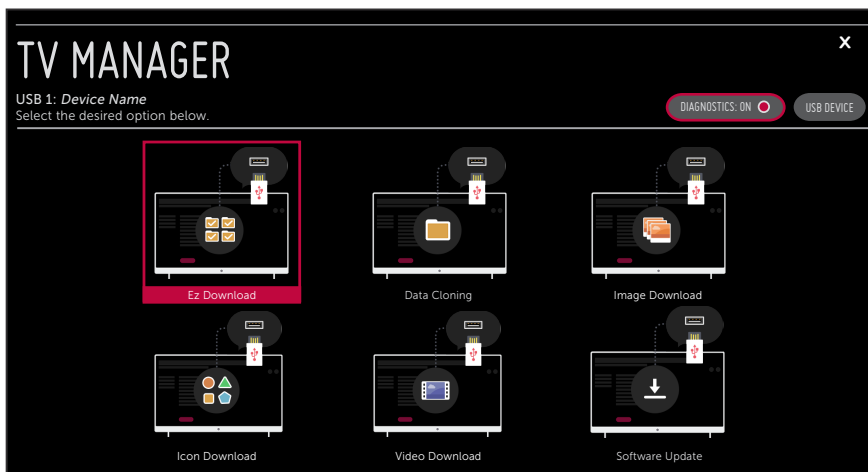 X
TV MANAGER
USB 1: Device Name
Select the desired option below.
DIAGNOSTICS: ON
USB DEVICE
Ez Download
Data Cloning
Image Download
Icon Download
Video Download
Software Update